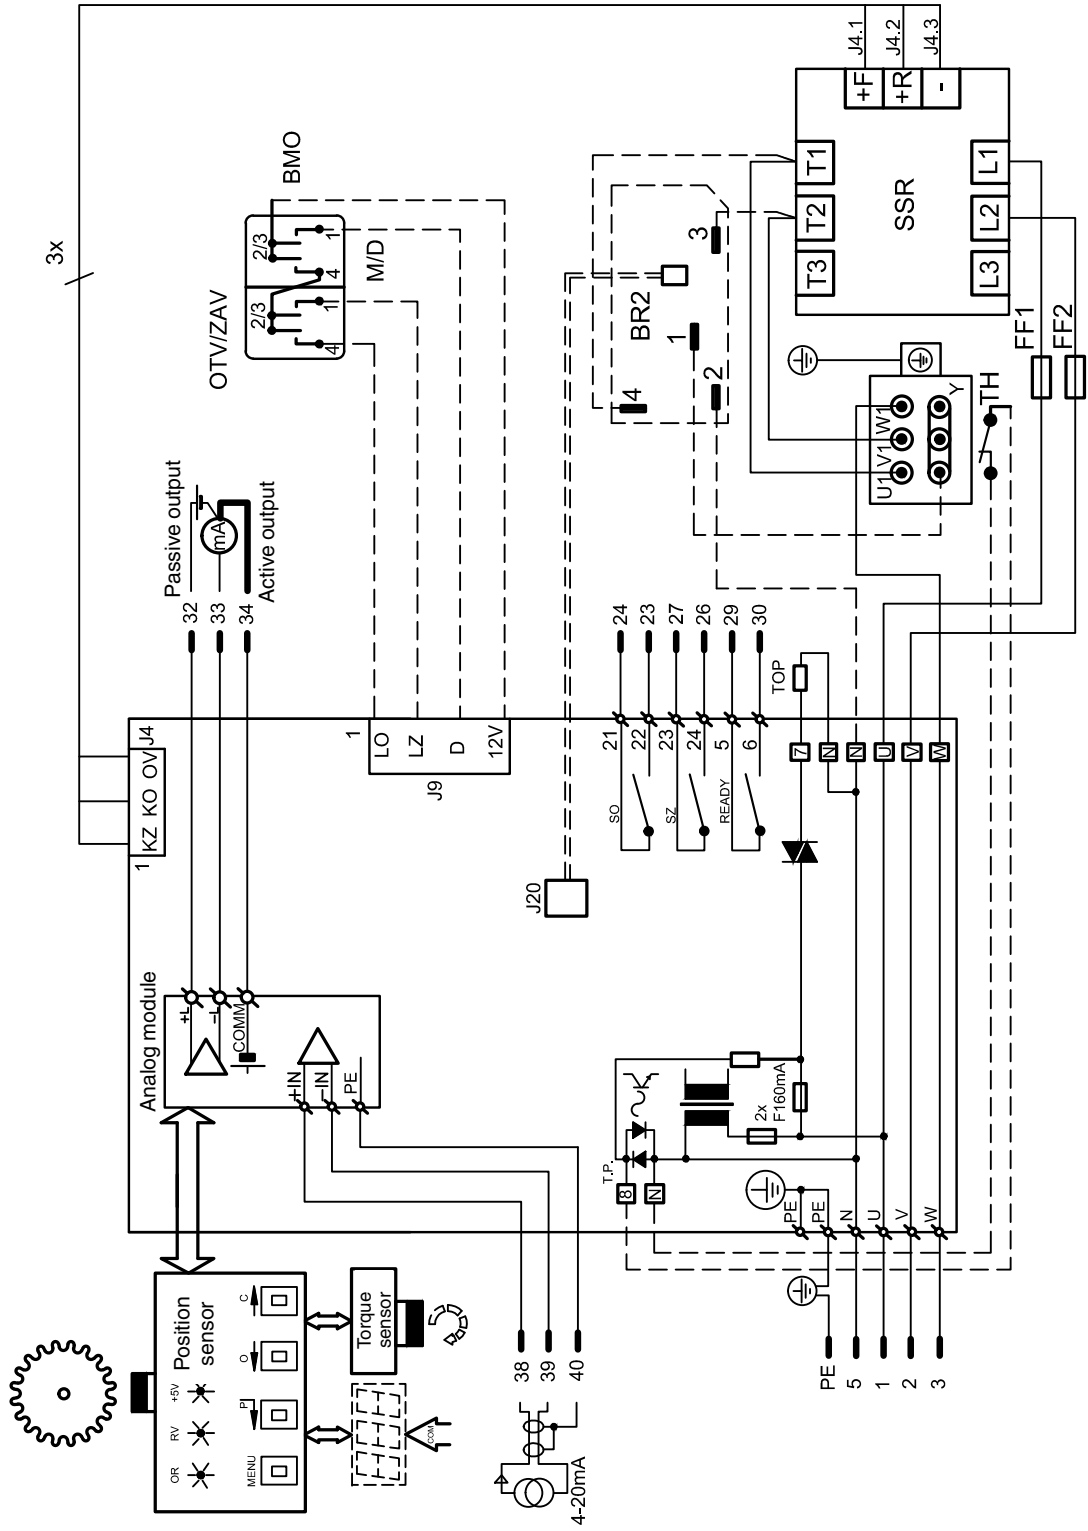 3x
J4.1
J4.2
J4.3
+F
+R
-
T1
T2
T3
SSR
L1
L2
L3
BMO
OTV/ZAV
M/D
2/3
2/3
1
4
1
4
BR2
1
2
3
4
FF1
FF2
TH
U1
V1
W1
Y
Passive output
Active output
mA
32
33
34
1
J4
KZ
KO
OV
J9
1
LO
LZ
D
12V
J20
24
23
27
26
29
30
21
22
23
24
5
6
SO
SZ
READY
TOP
7
N
N
U
V
W
Analog module
+L
–L
COMM
+IN
–IN
PE
T.P.
8
N
2x
F160mA
PE
PE
N
U
V
W
PE
5
1
2
3
Position
sensor
+5V
RV
OR
C
O
P
MENU
Torque
sensor
COM
38
39
40
4-20mA